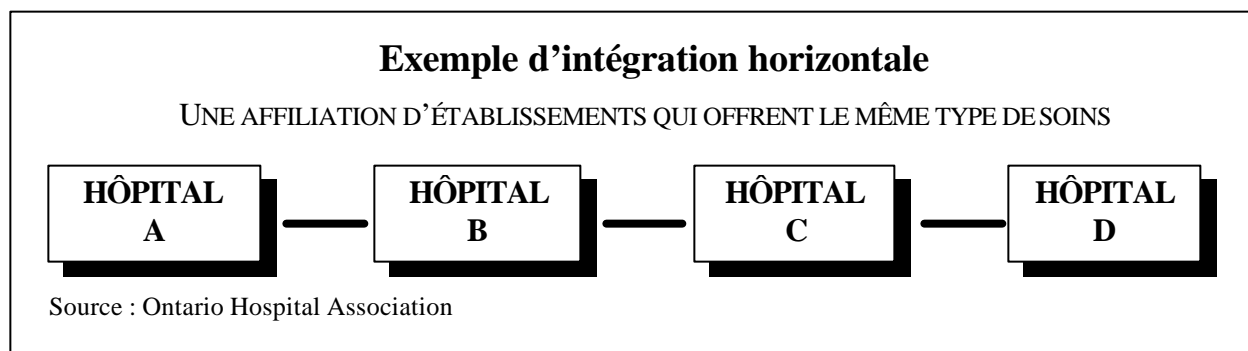 Exemple d’intégration horizontale
UNE AFFILIATION D’ÉTABLISSEMENTS QUI OFFRENT LE MÊME TYPE DE SOINS
HÔPITAL HÔPITAL HÔPITAL HÔPITAL
A B C D
Source : Ontario Hospital Association